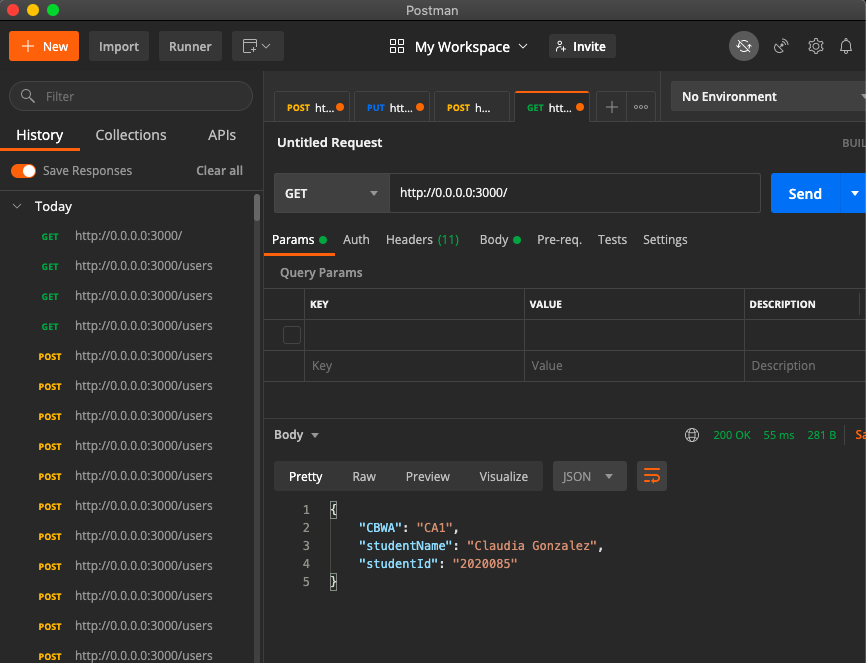 Postman
New Import Runner My Workspace Invite
Filter
History Collections APIs
Save Responses Clear all
Today
GET http://0.0.0.0:3000/
GET http://0.0.0.0:3000/users
GET http://0.0.0.0:3000/users
GET http://0.0.0.0:3000/users
POST http://0.0.0.0:3000/users
POST http://0.0.0.0:3000/users
POST http://0.0.0.0:3000/users
POST http://0.0.0.0:3000/users
POST http://0.0.0.0:3000/users
POST http://0.0.0.0:3000/users
POST http://0.0.0.0:3000/users
POST http://0.0.0.0:3000/users
POST http://0.0.0.0:3000/users
POST http://0.0.0.0:3000/users
POST http://0.0.0.0:3000/users
POST ht... PUT htt... POST h... GET htt... No Environment
Untitled Request BUIL
GET http://0.0.0.0:3000/ Send
Params Auth Headers (11) Body Pre-req. Tests Settings
Query Params
KEY VALUE DESCRIPTION
Key Value Description
Body 200 OK 55 ms 281 B Sa
Pretty Raw Preview Visualize JSON
1 {
2 "CBWA": "CA1",
3 "studentName": "Claudia Gonzalez",
4 "studentId": "2020085"
5 }